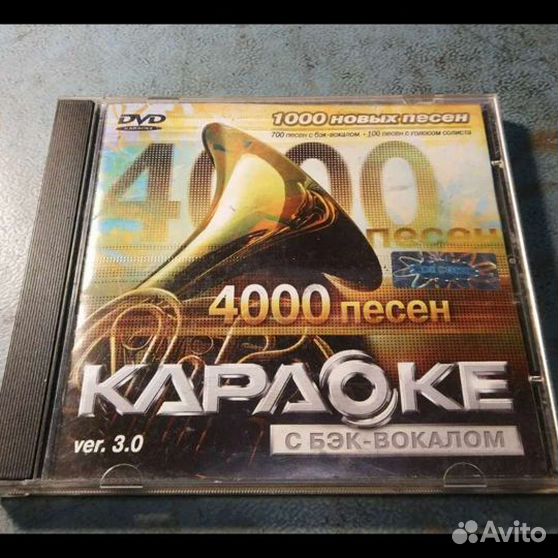 DVD
KARAOKE
1000 новых песен
700 песен с бэк-вокалом • 100 песен с голосом солиста
4000
песен
4000 песен
КАРАОКЕ
С БЭК-ВОКАЛОМ
ver. 3.0
Avito